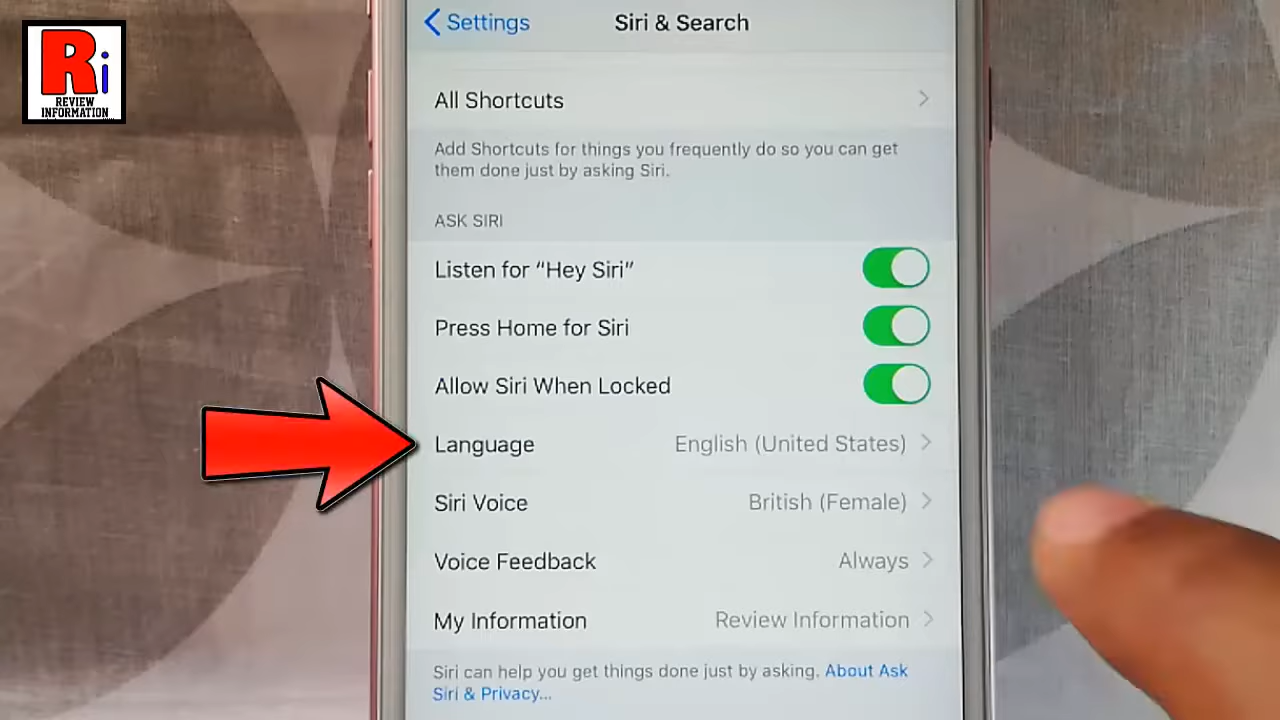 Ri
REVIEW
INFORMATION
Settings
Siri & Search
All Shortcuts
Add Shortcuts for things you frequently do so you can get
them done just by asking Siri.
ASK SIRI
Listen for “Hey Siri”
Press Home for Siri
Allow Siri When Locked
Language English (United States)
Siri Voice British (Female)
Voice Feedback Always
My Information Review Information
Siri can help you get things done just by asking. About Ask
Siri & Privacy...